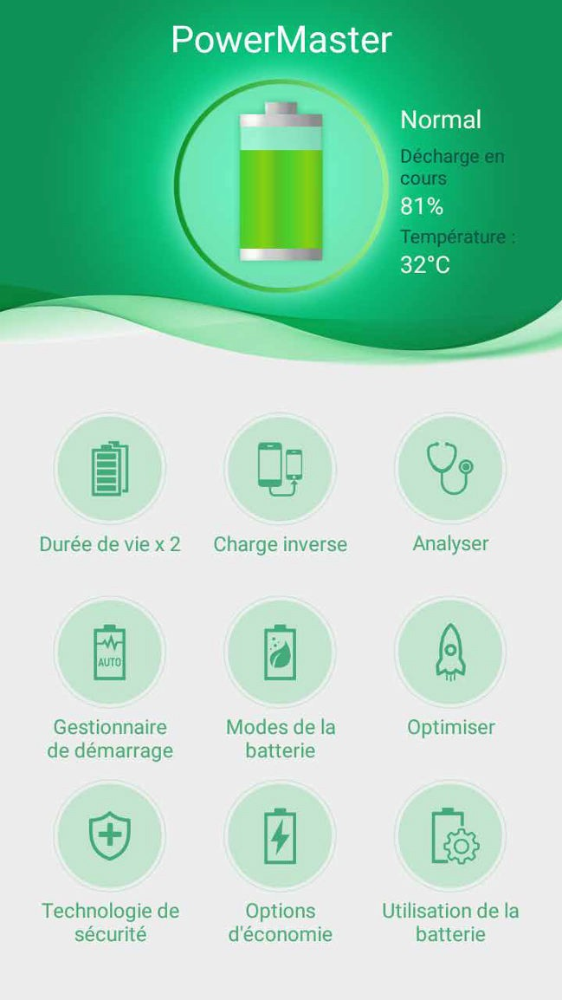 PowerMaster
Normal
Décharge en
cours
81%
Température :
32°C
Durée de vie x 2
Charge inverse
Analyser
AUTO
Gestionnaire
de démarrage
Modes de la
batterie
Optimiser
Technologie de
sécurité
Options
d'économie
Utilisation de la
batterie